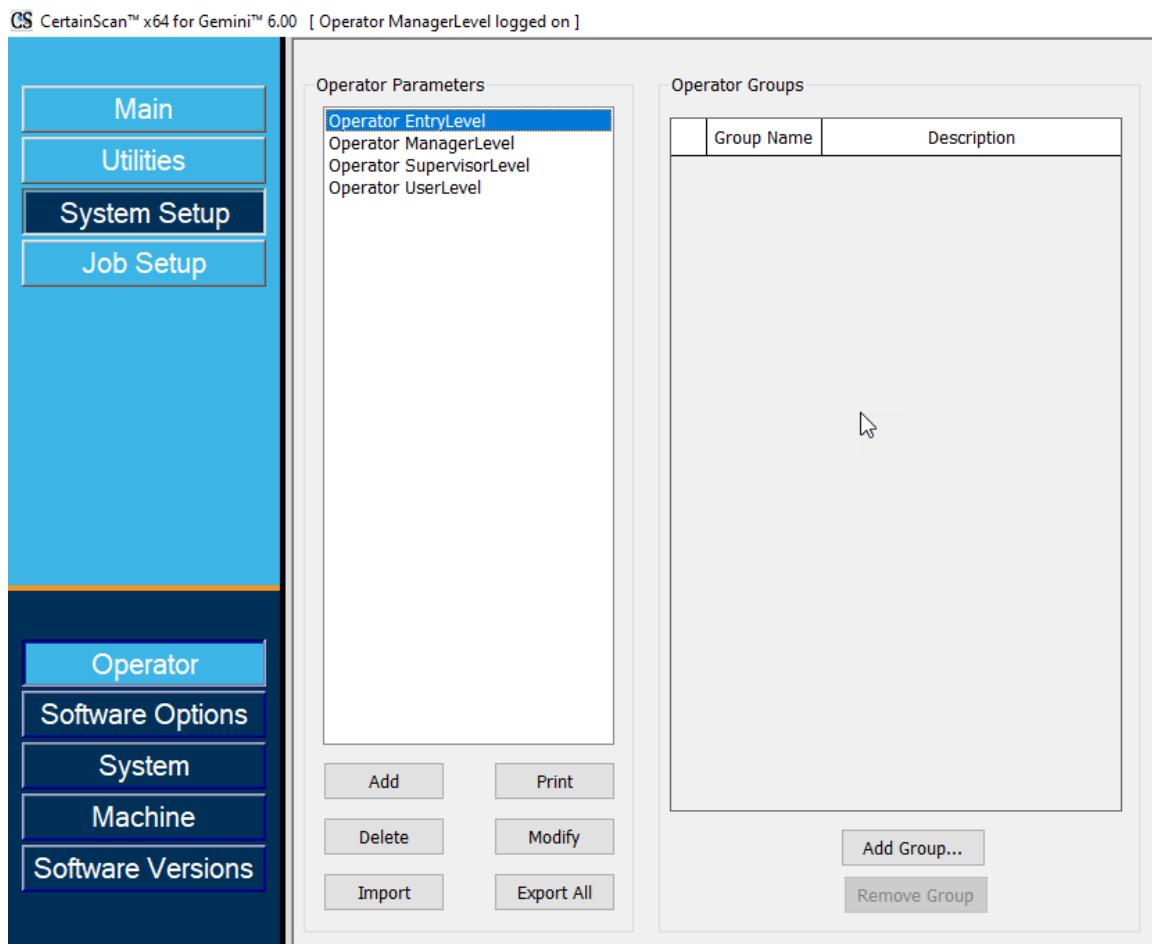 CS CertainScan™ x64 for Gemini™ 6.00 [ Operator ManagerLevel logged on ]
Main
Utilities
System Setup
Job Setup
Operator
Software Options
System
Machine
Software Versions
Operator Parameters
Operator EntryLevel
Operator ManagerLevel
Operator SupervisorLevel
Operator UserLevel
Add Print
Delete Modify
Import Export All
Operator Groups
Group Name Description
Add Group...
Remove Group